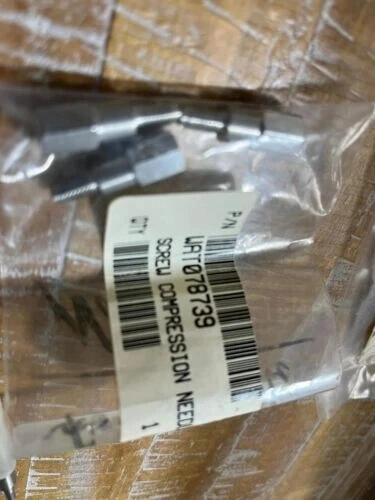 P/N
WAT078739
SCREW COMPRESSION NEED
QTY
1